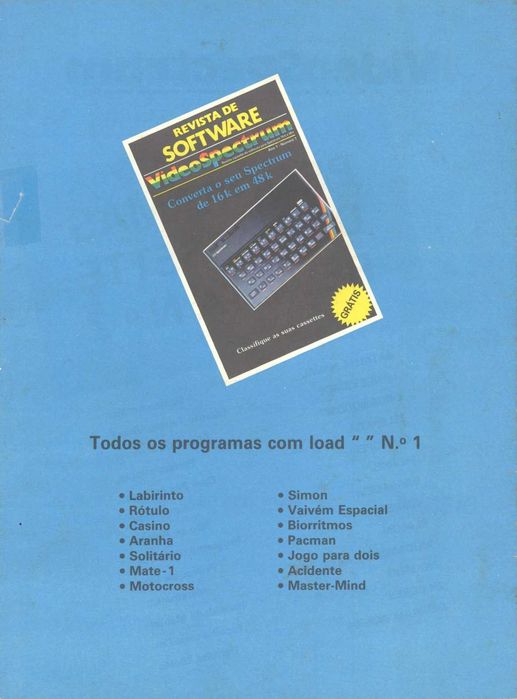 REVISTA DE
SOFTWARE
VideoSpectrum
Converta o seu Spectrum
de 16k em 48k
GRÁTIS
Classifique as suas cassettes
Todos os programas com load “ ” N.º 1
• Labirinto
• Rótulo
• Casino
• Aranha
• Solitário
• Mate-1
• Motocross
• Simon
• Vaivém Espacial
• Biorritmos
• Pacman
• Jogo para dois
• Acidente
• Master-Mind